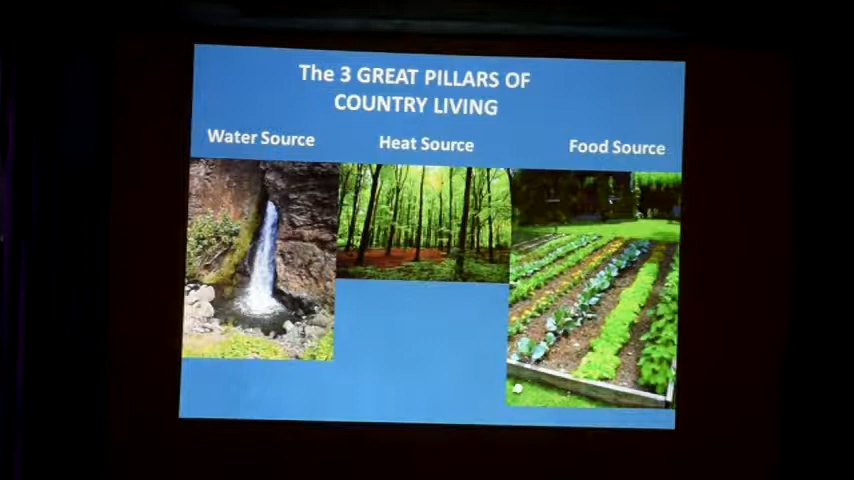 The 3 GREAT PILLARS OF
COUNTRY LIVING
Water Source
Heat Source
Food Source